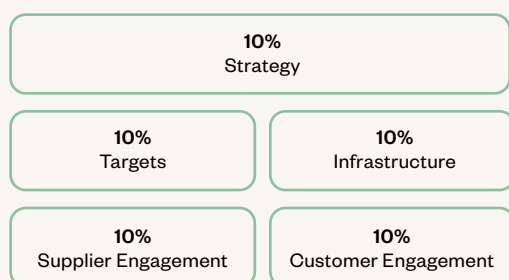 10%
Strategy
10%
Targets
10%
Infrastructure
10%
Supplier Engagement
10%
Customer Engagement